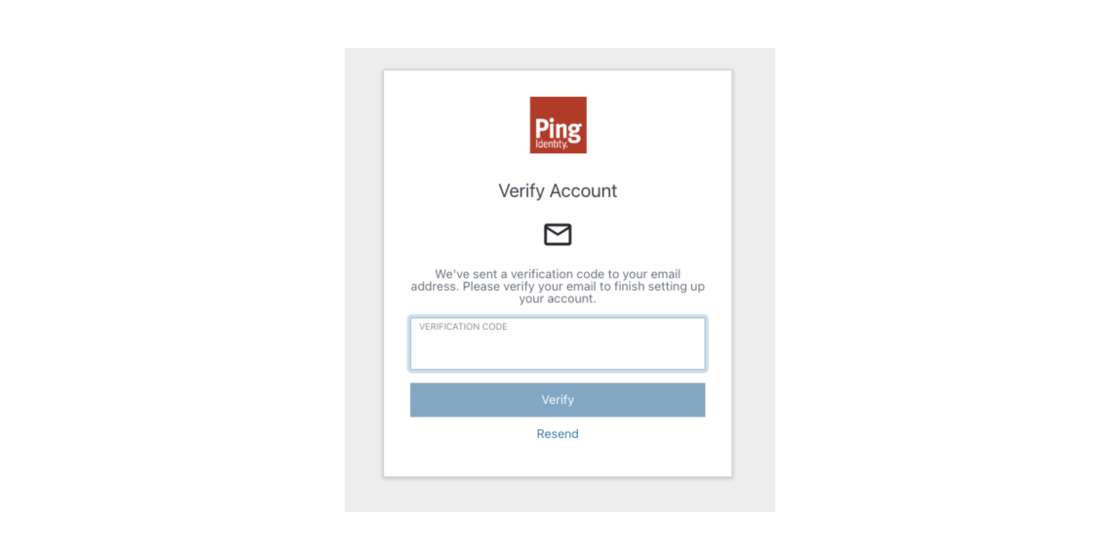 Ping
Identity.
Verify Account
We've sent a verification code to your email
address. Please verify your email to finish setting up
your account.
VERIFICATION CODE
Verify
Resend